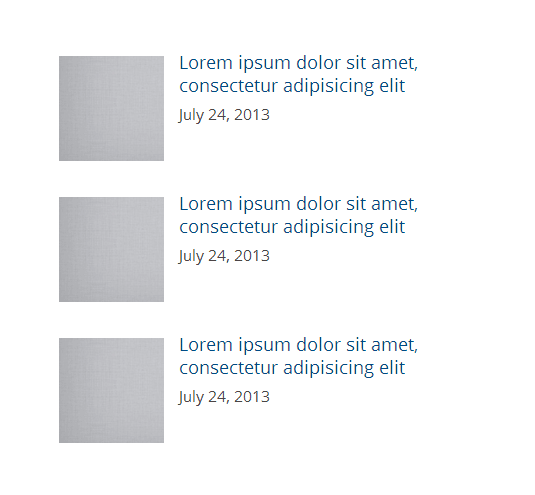 Lorem ipsum dolor sit amet,
consectetur adipisicing elit
July 24, 2013
Lorem ipsum dolor sit amet,
consectetur adipisicing elit
July 24, 2013
Lorem ipsum dolor sit amet,
consectetur adipisicing elit
July 24, 2013